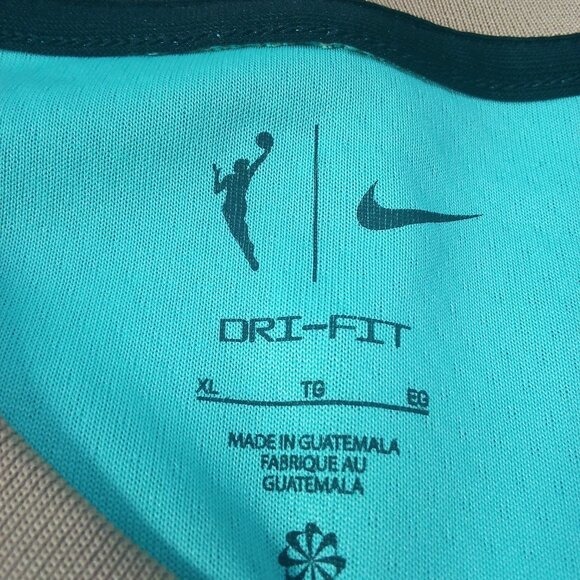 DRI-FIT
XL TG EG
MADE IN GUATEMALA
FABRIQUE AU
GUATEMALA